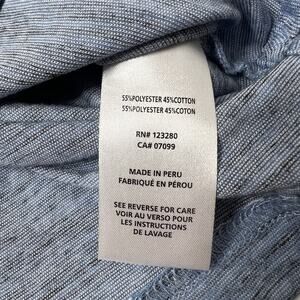 55%POLYESTER 45%COTTON
55%POLYESTER 45%COTON
RN# 123280
CA# 07099
MADE IN PERU
FABRIQUÉ EN PÉROU
SEE REVERSE FOR CARE
VOIR AU VERSO POUR
LES INSTRUCTIONS
DE LAVAGE